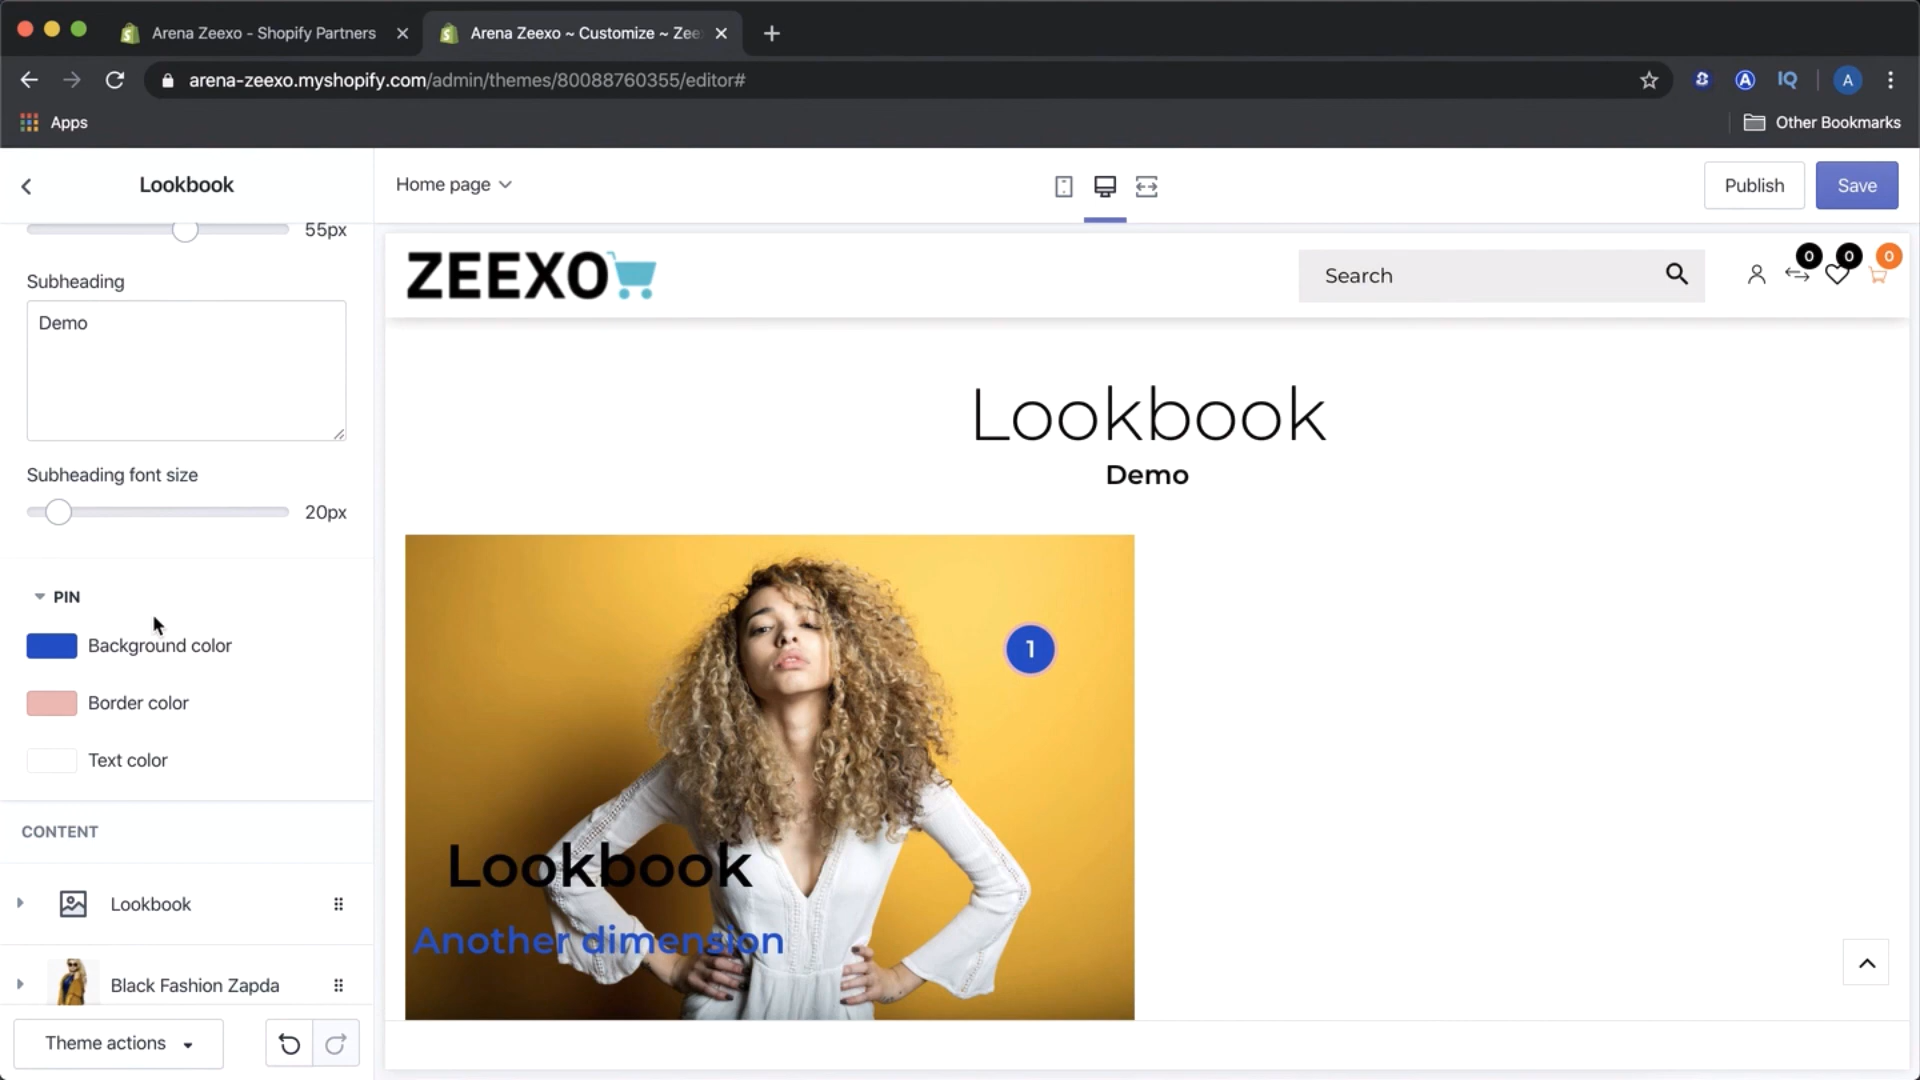 Arena Zeexo - Shopify Partners
Arena Zeexo ~ Customize ~ Zee
arena-zeexo.myshopify.com/admin/themes/80088760355/editor#
IQ
A
Apps
Other Bookmarks
Lookbook
Home page
Publish
Save
55px
Subheading
Demo
Subheading font size
20px
PIN
Background color
Border color
Text color
CONTENT
Lookbook
Black Fashion Zapda
Theme actions
ZEEXO
Search
0
0
0
Lookbook
Demo
1
Lookbook
Another dimension